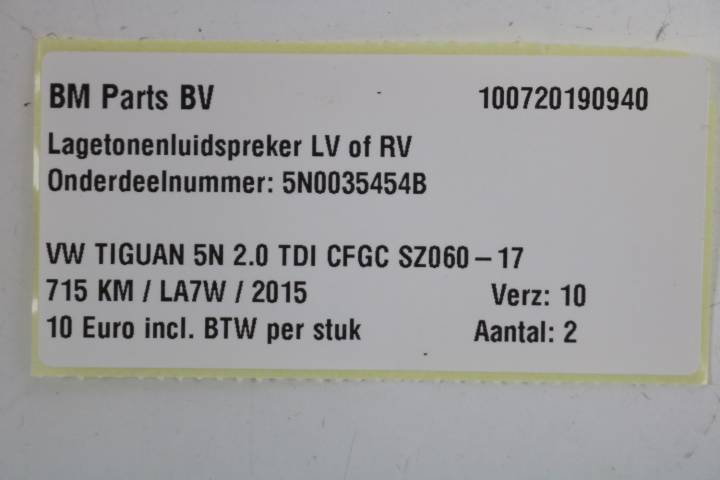 BM Parts BV 100720190940
Lagetonenluidspreker LV of RV
Onderdeelnummer: 5N0035454B
VW TIGUAN 5N 2.0 TDI CFGC SZ060 – 17
715 KM / LA7W / 2015 Verz: 10
10 Euro incl. BTW per stuk Aantal: 2